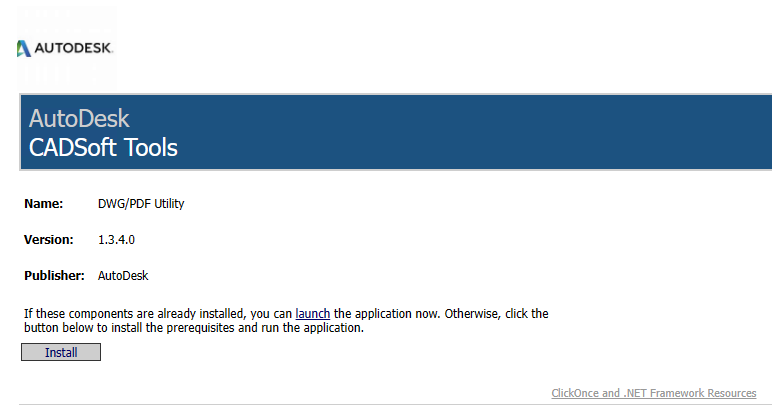 AUTODESK.
AutoDesk
CADSoft Tools
Name: DWG/PDF Utility
Version: 1.3.4.0
Publisher: AutoDesk
If these components are already installed, you can launch the application now. Otherwise, click the
button below to install the prerequisites and run the application.
Install
ClickOnce and .NET Framework Resources